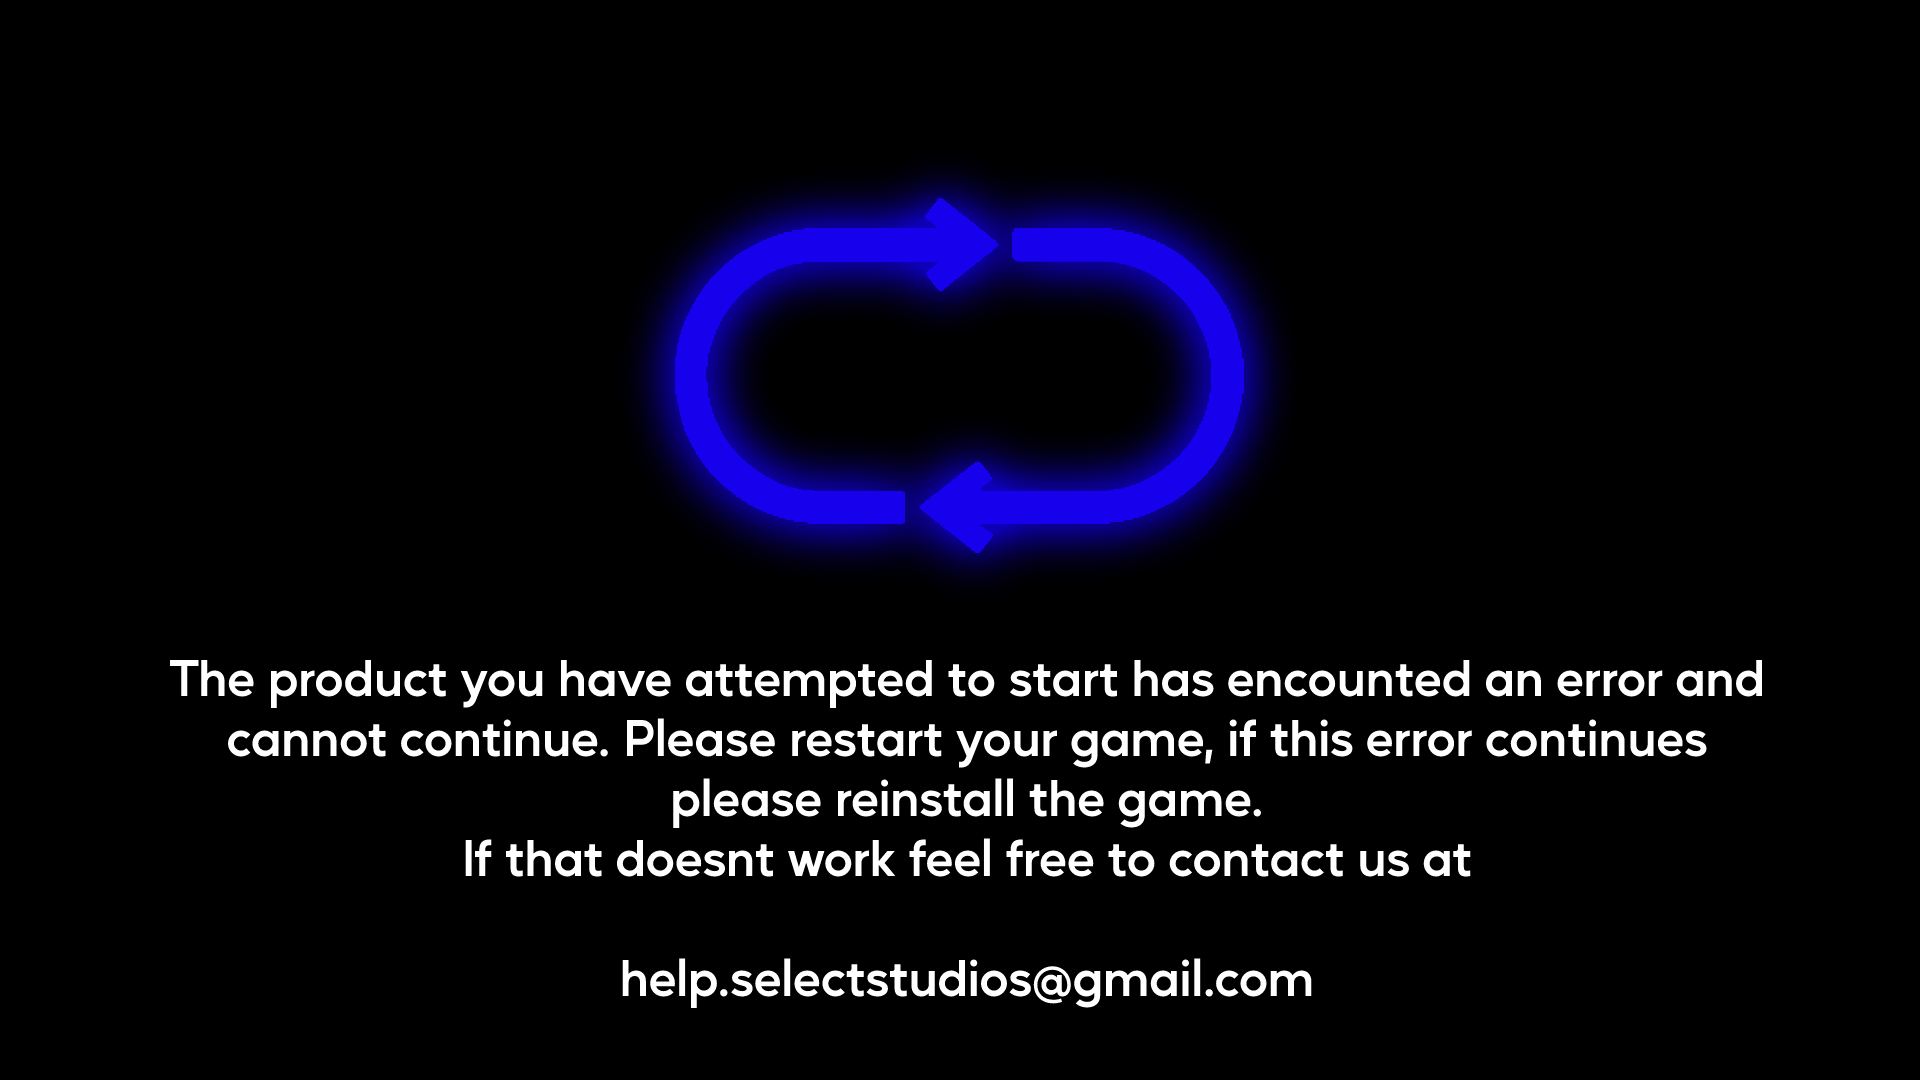 The product you have attempted to start has encounted an error and
cannot continue. Please restart your game, if this error continues
please reinstall the game.
If that doesnt work feel free to contact us at
help.selectstudios@gmail.com